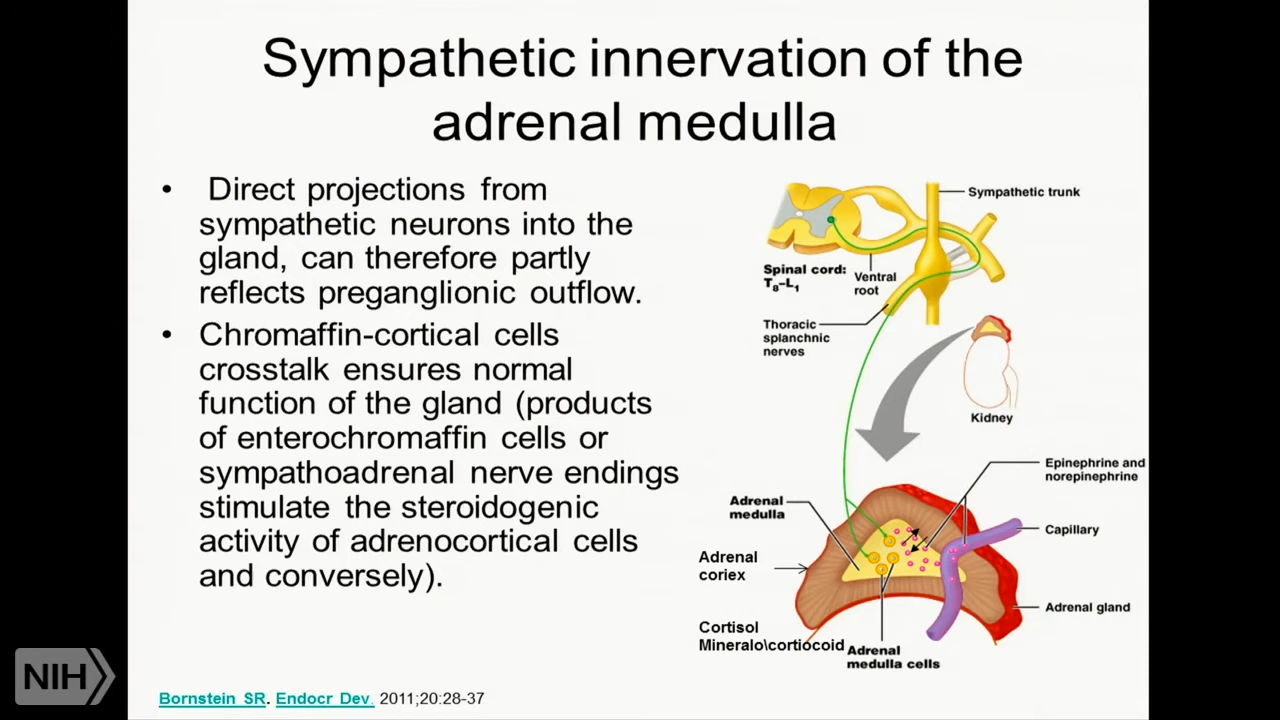 Sympathetic innervation of the
adrenal medulla
• Direct projections from
sympathetic neurons into the
gland, can therefore partly
reflects preganglionic outflow.
• Chromaffin-cortical cells
crosstalk ensures normal
function of the gland (products
of enterochromaffin cells or
sympathoadrenal nerve endings
stimulate the steroidogenic
activity of adrenocortical cells
and conversely).
Sympathetic trunk
Spinal cord:
T8–L1
Ventral
root
Thoracic
splanchnic
nerves
Kidney
Epinephrine and
norepinephrine
Adrenal
medulla
Capillary
Adrenal
coriex
Adrenal gland
Cortisol
Mineralo\cortiocoid
Adrenal
medulla cells
NIH
Bornstein SR. Endocr Dev. 2011;20:28-37